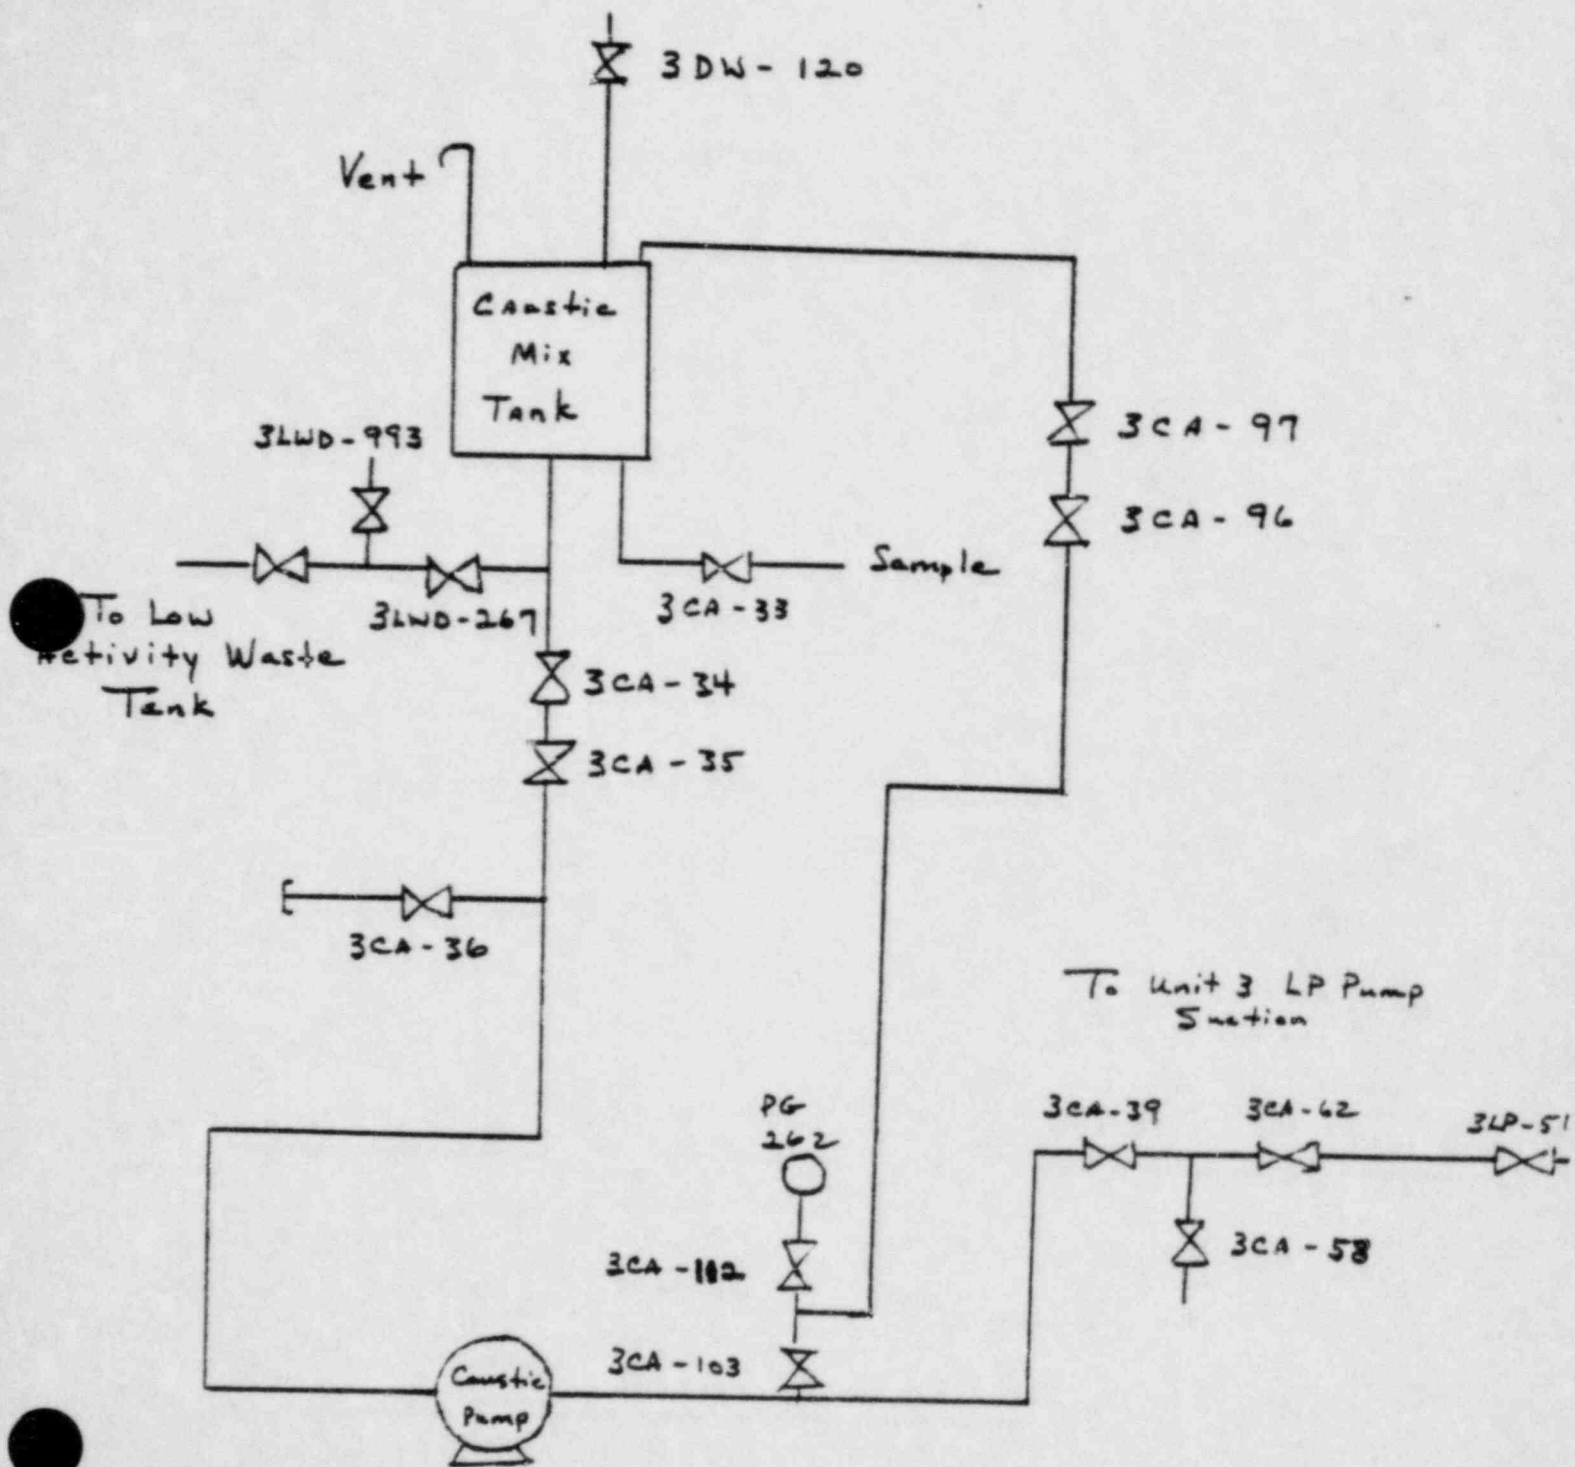 3DW-120
Vent
Caustic
Mix
Tank
3LWD-993
3CA-97
3CA-96
Sample
3CA-33
3LWD-267
To Low
Activity Waste
Tank
3CA-34
3CA-35
3CA-36
To Unit 3 LP Pump
Suction
PG
262
3CA-39
3CA-62
3LP-51
3CA-58
3CA-102
3CA-103
Caustic
Pump